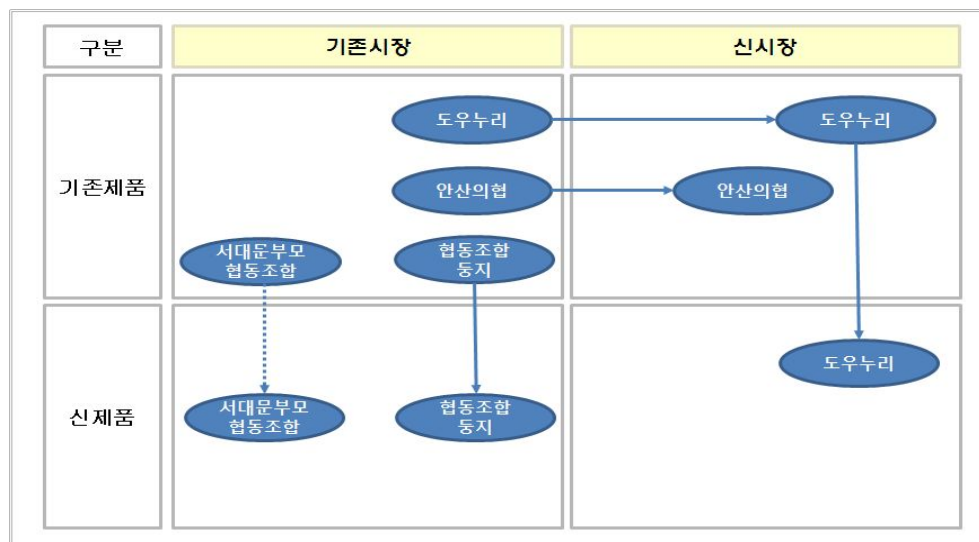 구분
기존시장
신시장
기존제품
도우누리
도우누리
안산의협
안산의협
서대문부모
협동조합
협동조합
둥지
신제품
도우누리
서대문부모
협동조합
협동조합
둥지